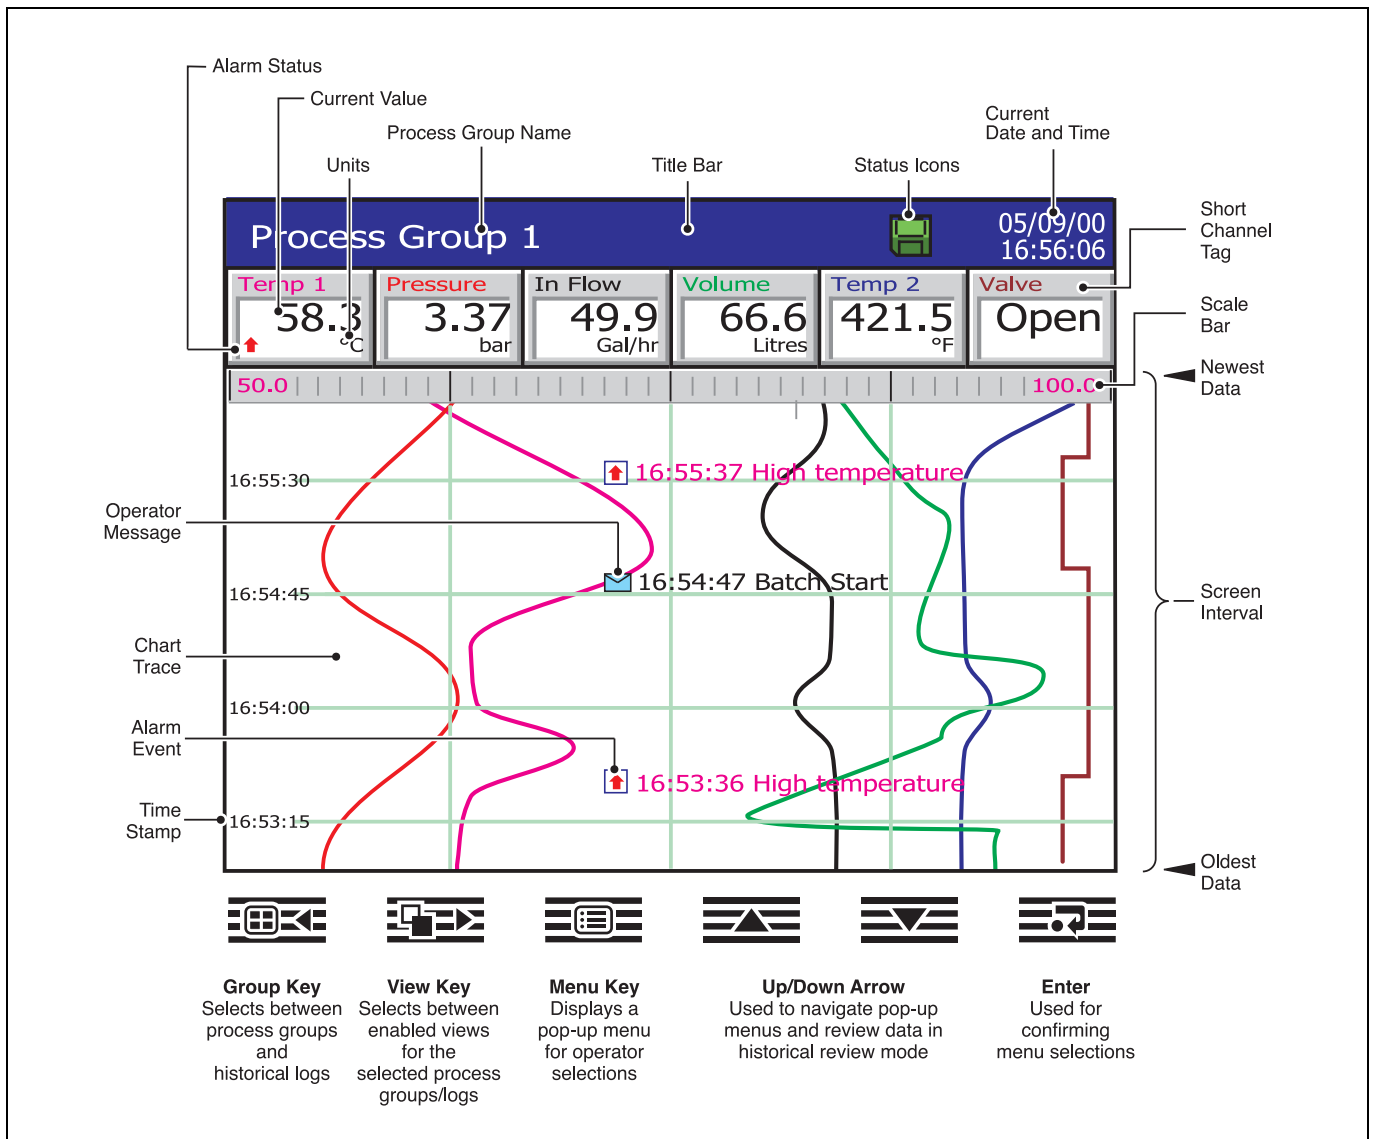 Alarm Status
Current Value
Process Group Name
Units
Title Bar
Status Icons
Current
Date and Time
Short
Channel
Tag
Process Group 1
05/09/00
16:56:06
Temp 1
58.3
°C
Pressure
3.37
bar
In Flow
49.9
Gal/hr
Volume
66.6
Litres
Temp 2
421.5
°F
Valve
Open
Scale
Bar
50.0
100.0
Newest
Data
16:55:30
16:55:37 High temperature
Operator
Message
16:54:47 Batch Start
16:54:45
Screen
Interval
Chart
Trace
16:54:00
Alarm
Event
16:53:36 High temperature
Time
Stamp
16:53:15
Oldest
Data
Group Key
Selects between
process groups
and
historical logs
View Key
Selects between
enabled views
for the
selected process
groups/logs
Menu Key
Displays a
pop-up menu
for operator
selections
Up/Down Arrow
Used to navigate pop-up
menus and review data in
historical review mode
Enter
Used for
confirming
menu selections